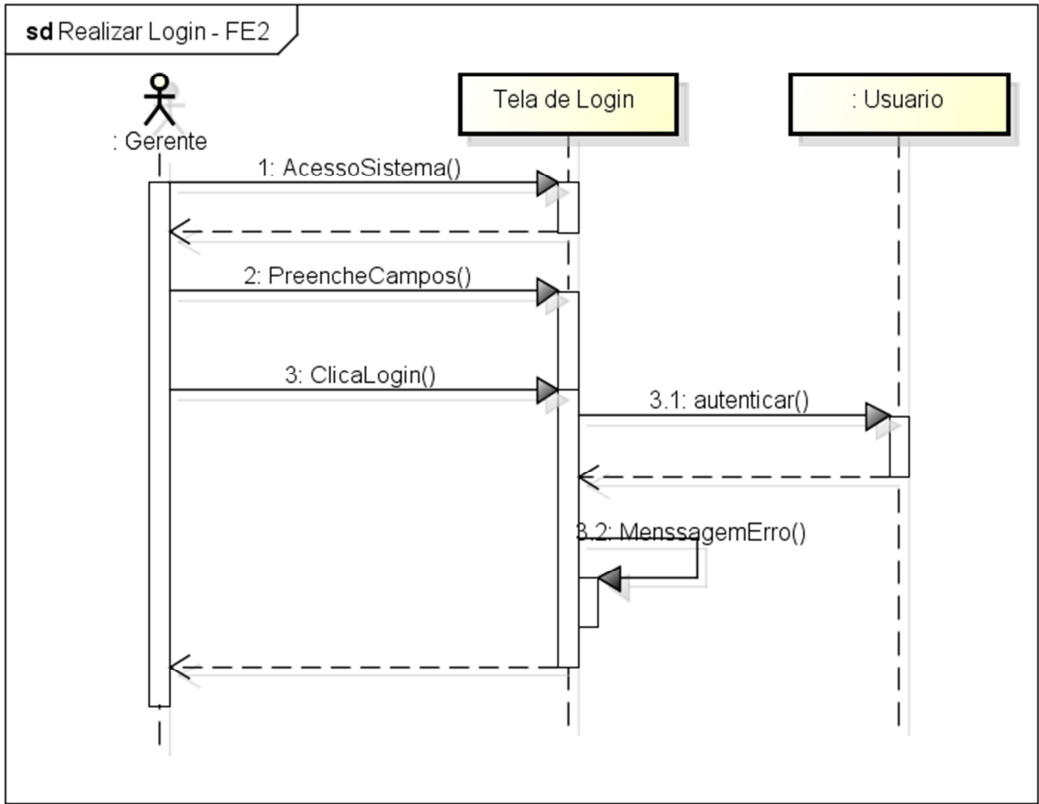 sd Realizar Login - FE2
: Gerente
Tela de Login
: Usuario
1: AcessoSistema()
2: PreencheCampos()
3: ClicaLogin()
3.1: autenticar()
3.2: MenssagemErro()